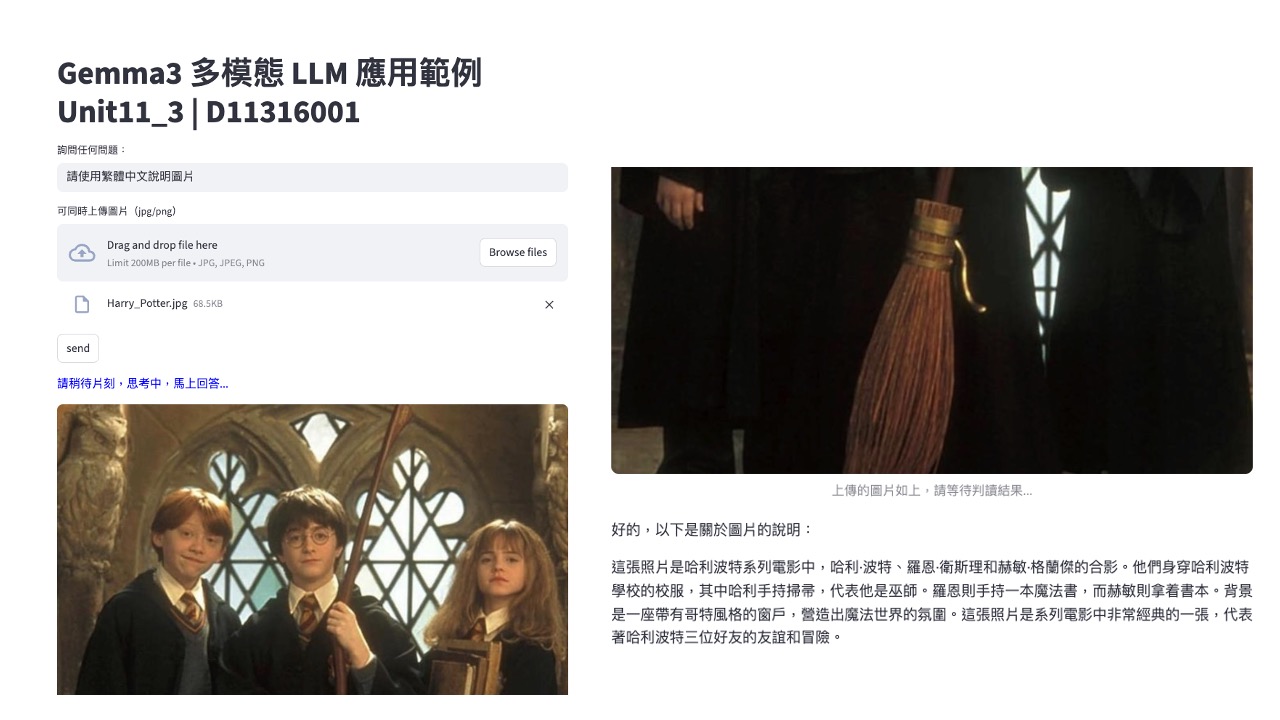 Gemma3 多模態 LLM 應用範例
Unit11_3 | D11316001
詢問任何問題：
請使用繁體中文說明圖片
可同時上傳圖片（jpg/png）
Drag and drop file here
Limit 200MB per file • JPG, JPEG, PNG
Browse files
Harry_Potter.jpg 68.5KB
send
請稍待片刻，思考中，馬上回答...
上傳的圖片如上，請等待判讀結果...
好的，以下是關於圖片的說明：
這張照片是哈利波特系列電影中，哈利·波特、羅恩·衛斯理和赫敏·格蘭傑的合影。他們身穿哈利波特
學校的校服，其中哈利手持掃帚，代表他是巫師。羅恩則手持一本魔法書，而赫敏則拿着書本。背景
是一座帶有哥特風格的窗戶，營造出魔法世界的氛圍。這張照片是系列電影中非常經典的一張，代表
著哈利波特三位好友的友誼和冒險。